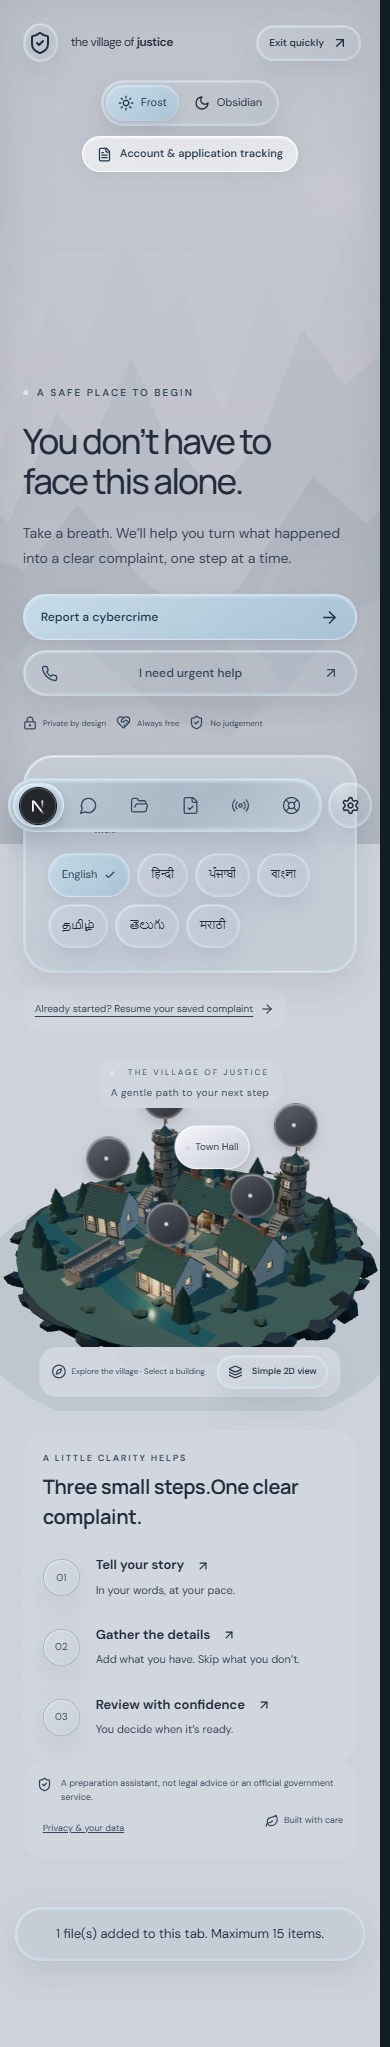 the village of justice
Exit quickly
Frost
Obsidian
Account & application tracking
A SAFE PLACE TO BEGIN
You don’t have to
face this alone.
Take a breath. We’ll help you turn what happened
into a clear complaint, one step at a time.
Report a cybercrime
I need urgent help
Private by design
Always free
No judgement
N
English
हिन्दी
ਪੰਜਾਬੀ
বাংলা
தமிழ்
తెలుగు
मराठी
Already started? Resume your saved complaint
THE VILLAGE OF JUSTICE
A gentle path to your next step
Town Hall
Explore the village · Select a building
Simple 2D view
A LITTLE CLARITY HELPS
Three small steps.One clear
complaint.
01
Tell your story
In your words, at your pace.
02
Gather the details
Add what you have. Skip what you don’t.
03
Review with confidence
You decide when it’s ready.
A preparation assistant, not legal advice or an official government
service.
Privacy & your data
Built with care
1 file(s) added to this tab. Maximum 15 items.